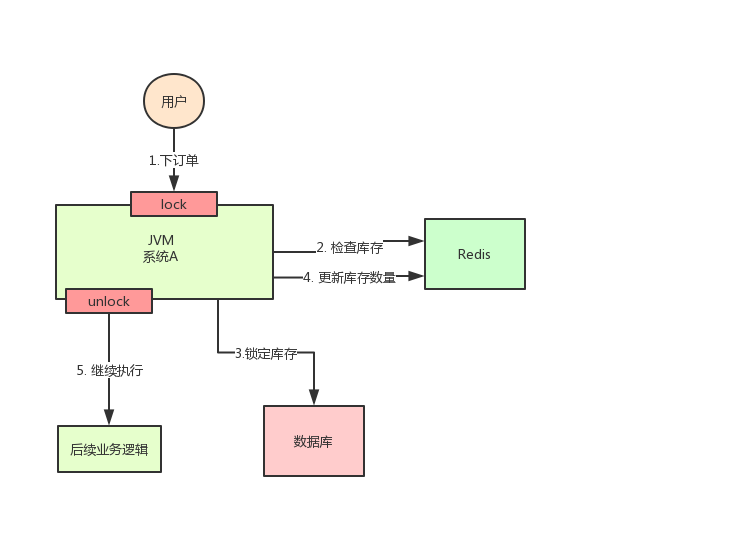 用户
1.下订单
lock
JVM
系统A
2. 检查库存
Redis
4. 更新库存数量
unlock
3.锁定库存
5. 继续执行
数据库
后续业务逻辑